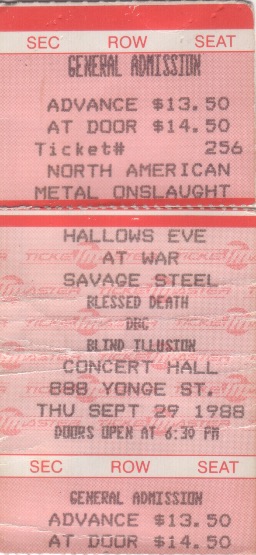 SEC ROW SEAT
GENERAL ADMISSION
ADVANCE $13.50
AT DOOR $14.50
Ticket# 256
NORTH AMERICAN
METAL ONSLAUGHT
HALLOWS EVE
AT WAR
SAVAGE STEEL
BLESSED DEATH
DBC
BLIND ILLUSION
CONCERT HALL
888 YONGE ST.
THU SEPT 29 1988
DOORS OPEN AT 6:30 PM
SEC ROW SEAT
GENERAL ADMISSION
ADVANCE $13.50
AT DOOR $14.50